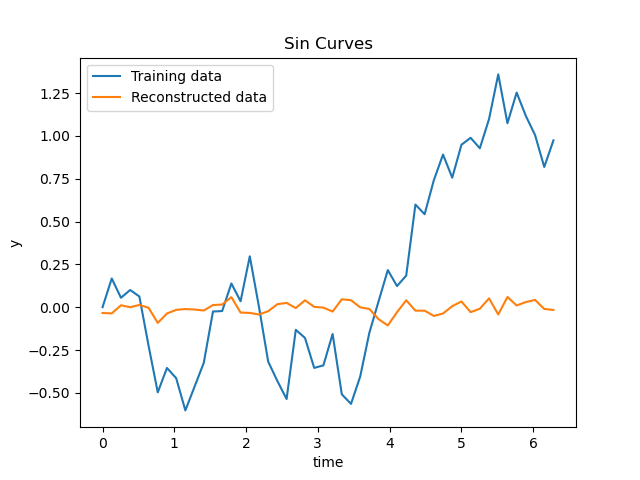 Sin Curves
Training data
Reconstructed data
1.25
1.00
0.75
0.50
0.25
0.00
−0.25
−0.50
y
0 1 2 3 4 5 6
time